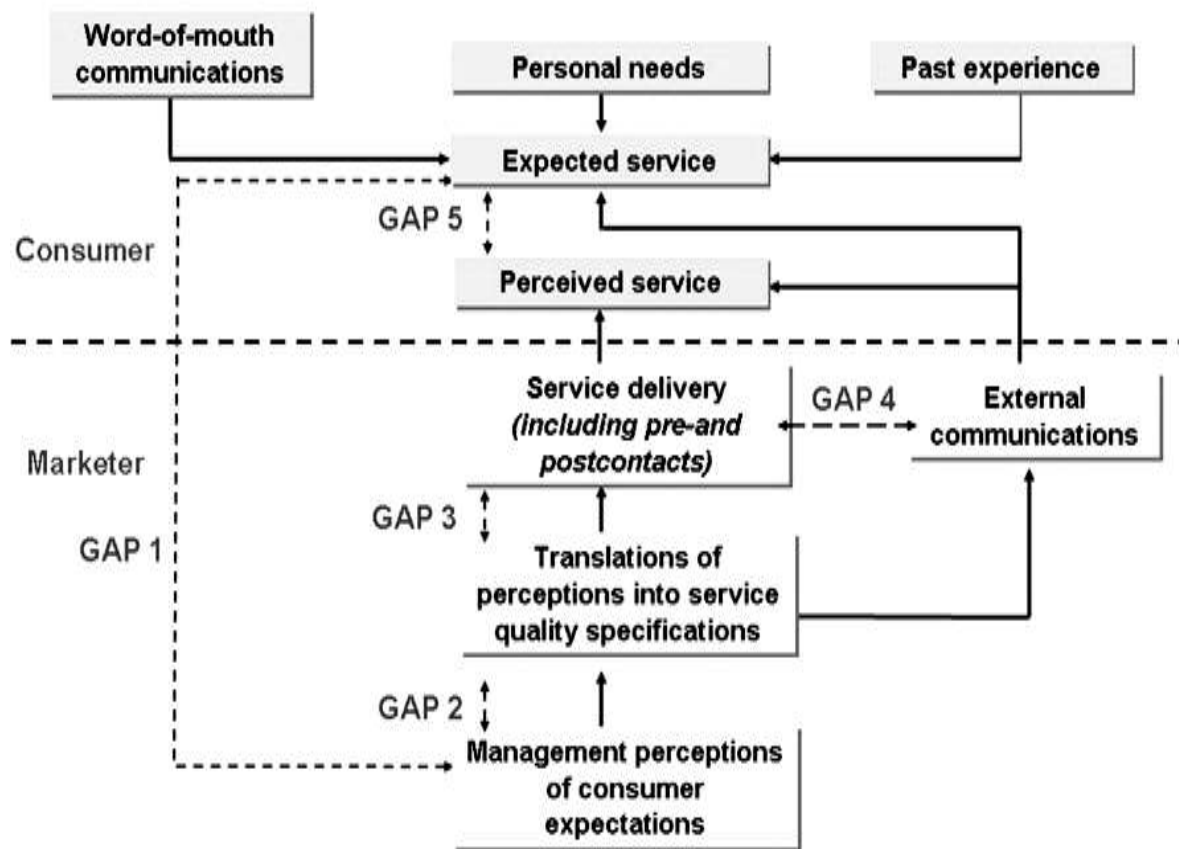 Word-of-mouth
communications
Personal needs
Past experience
Expected service
GAP 5
Consumer
Perceived service
Service delivery
(including pre-and
postcontacts)
GAP 4
External
communications
Marketer
GAP 3
GAP 1
Translations of
perceptions into service
quality specifications
GAP 2
Management perceptions
of consumer
expectations